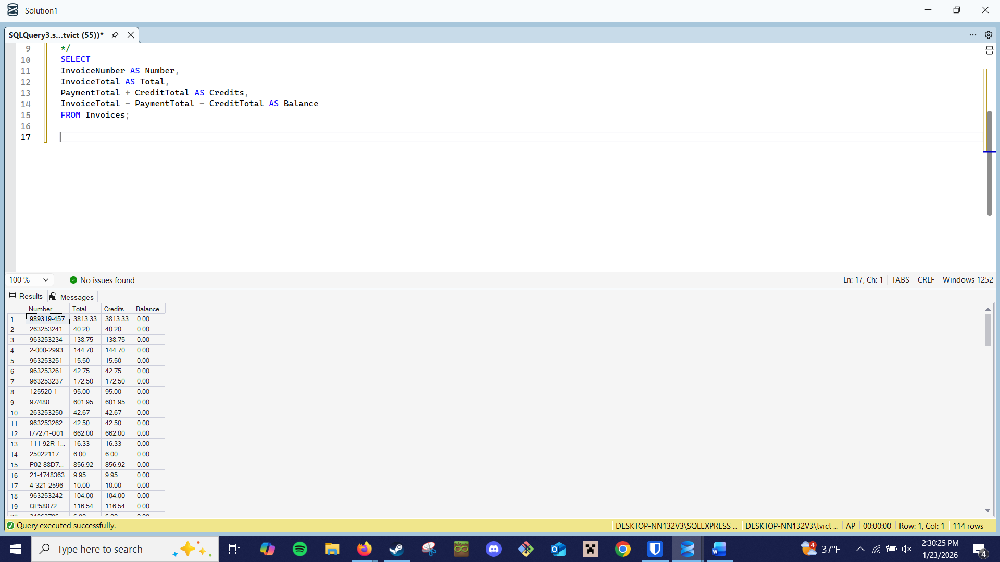 Solution1
SQLQuery3.s...tvict (55))*
9 */
10 SELECT
11 InvoiceNumber AS Number,
12 InvoiceTotal AS Total,
13 PaymentTotal + CreditTotal AS Credits,
14 InvoiceTotal - PaymentTotal - CreditTotal AS Balance
15 FROM Invoices;
16
17
100 % No issues found Ln: 17, Ch: 1 TABS CRLF Windows 1252
Results Messages
Number Total Credits Balance
1 989319-457 3813.33 3813.33 0.00
2 263253241 40.20 40.20 0.00
3 963253234 138.75 138.75 0.00
4 2-000-2993 144.70 144.70 0.00
5 963253251 15.50 15.50 0.00
6 963253261 42.75 42.75 0.00
7 963253237 172.50 172.50 0.00
8 125520-1 95.00 95.00 0.00
9 97/488 601.95 601.95 0.00
10 263253250 42.67 42.67 0.00
11 963253262 42.50 42.50 0.00
12 I77271-O01 662.00 662.00 0.00
13 111-92R-1... 16.33 16.33 0.00
14 25022117 6.00 6.00 0.00
15 P02-88D7... 856.92 856.92 0.00
16 21-4748363 9.95 9.95 0.00
17 4-321-2596 10.00 10.00 0.00
18 963253242 104.00 104.00 0.00
19 QP58872 116.54 116.54 0.00
Query executed successfully. DESKTOP-NN132V3\SQLEXPRESS ... DESKTOP-NN132V3\tvict ... AP 00:00:00 Row: 1, Col: 1 114 rows
Type here to search 4 37°F 2:30:25 PM
1/23/2026 4